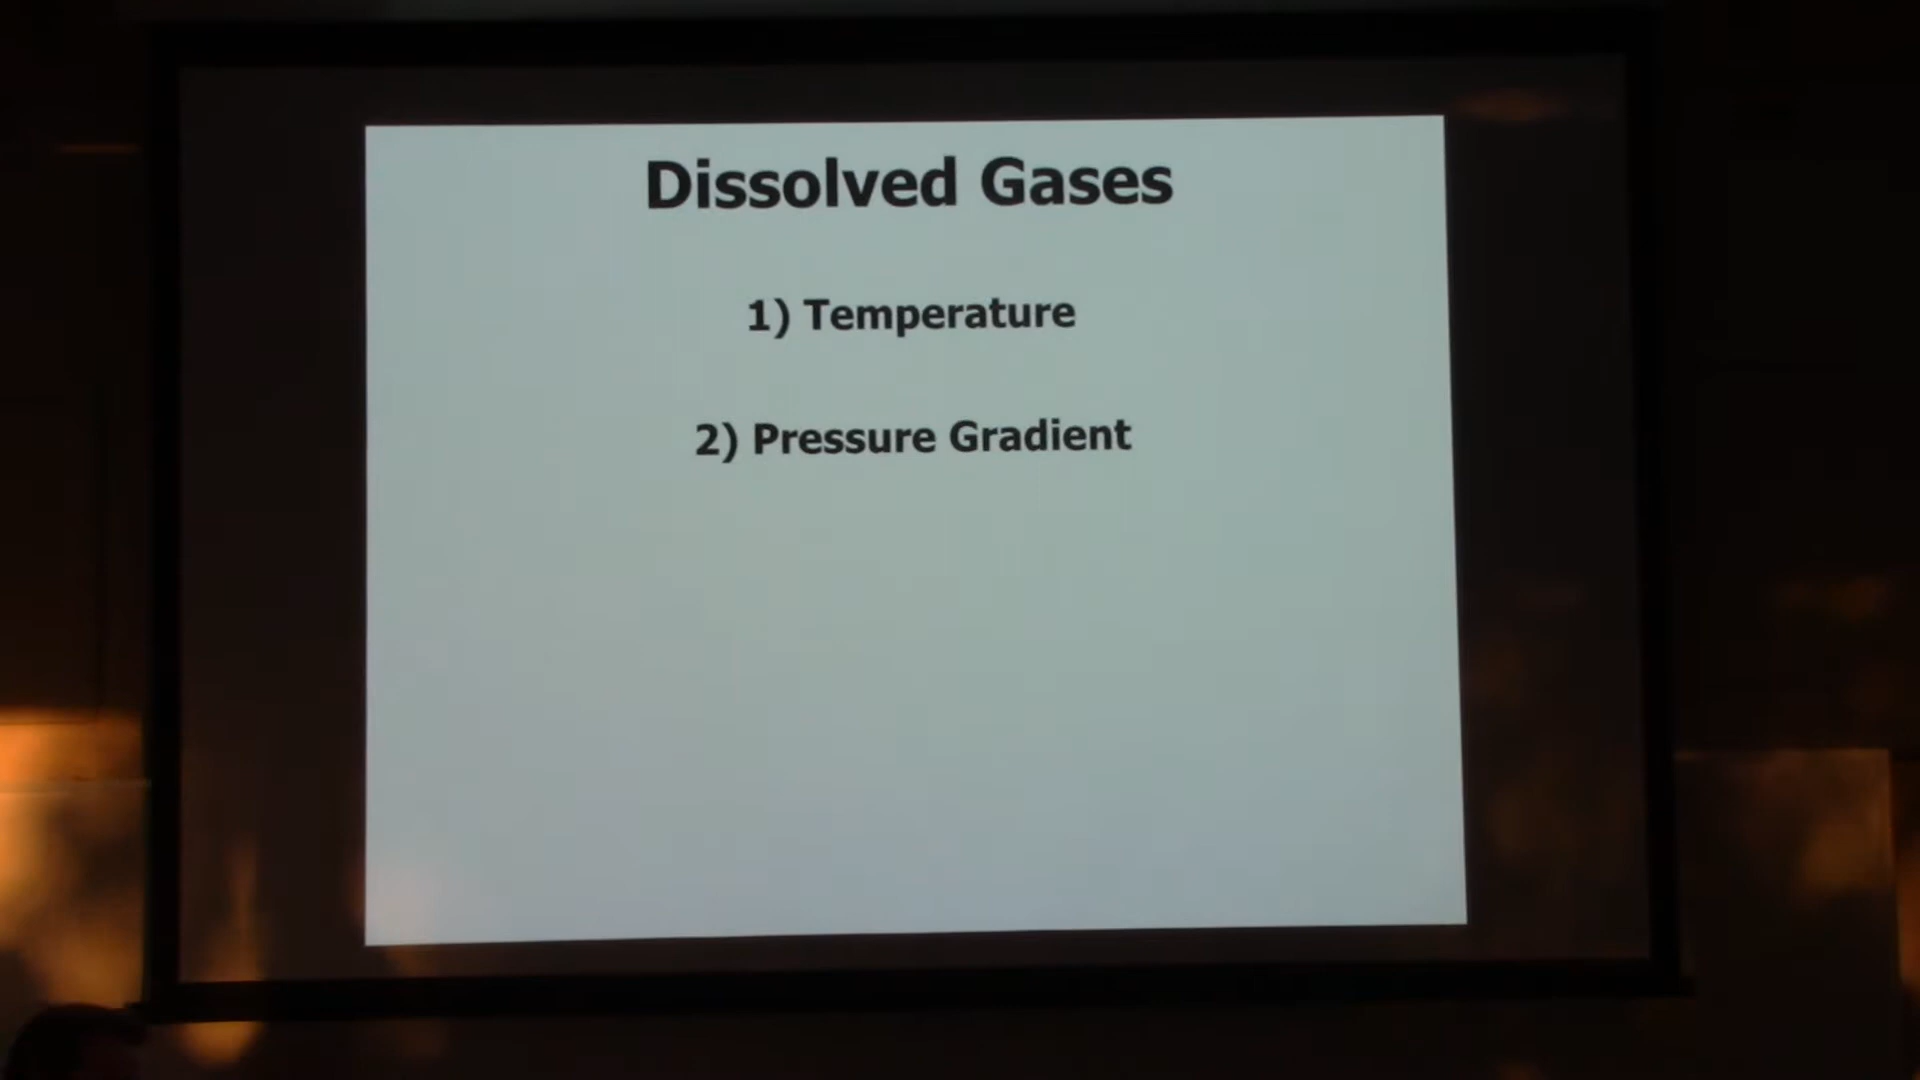 Dissolved Gases
1) Temperature
2) Pressure Gradient